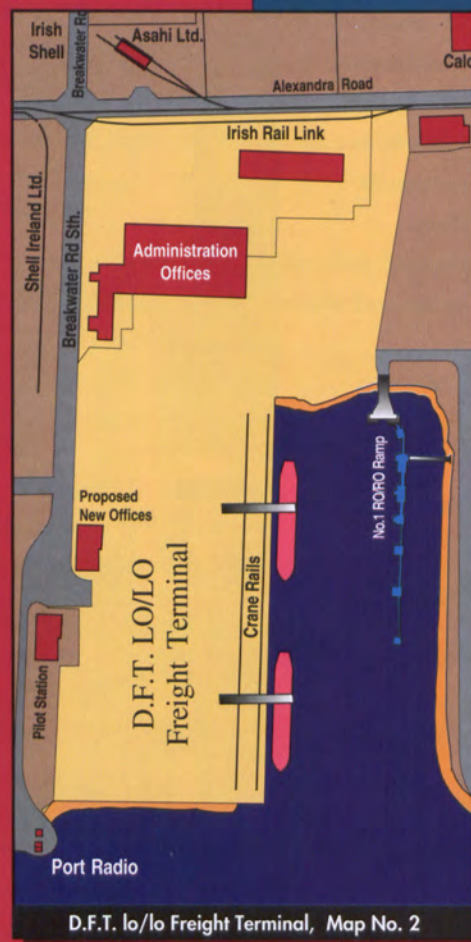 Irish
Shell
Breakwater Rd
Asahi Ltd.
Alexandra Road
Irish Rail Link
Shell Ireland Ltd.
Breakwater Rd Sth.
Administration
Offices
No.1 RO/RO Ramp
Proposed
New Offices
Crane Rails
D.F.T. LO/LO
Freight Terminal
Pilot Station
Port Radio
D.F.T. lo/lo Freight Terminal, Map No. 2